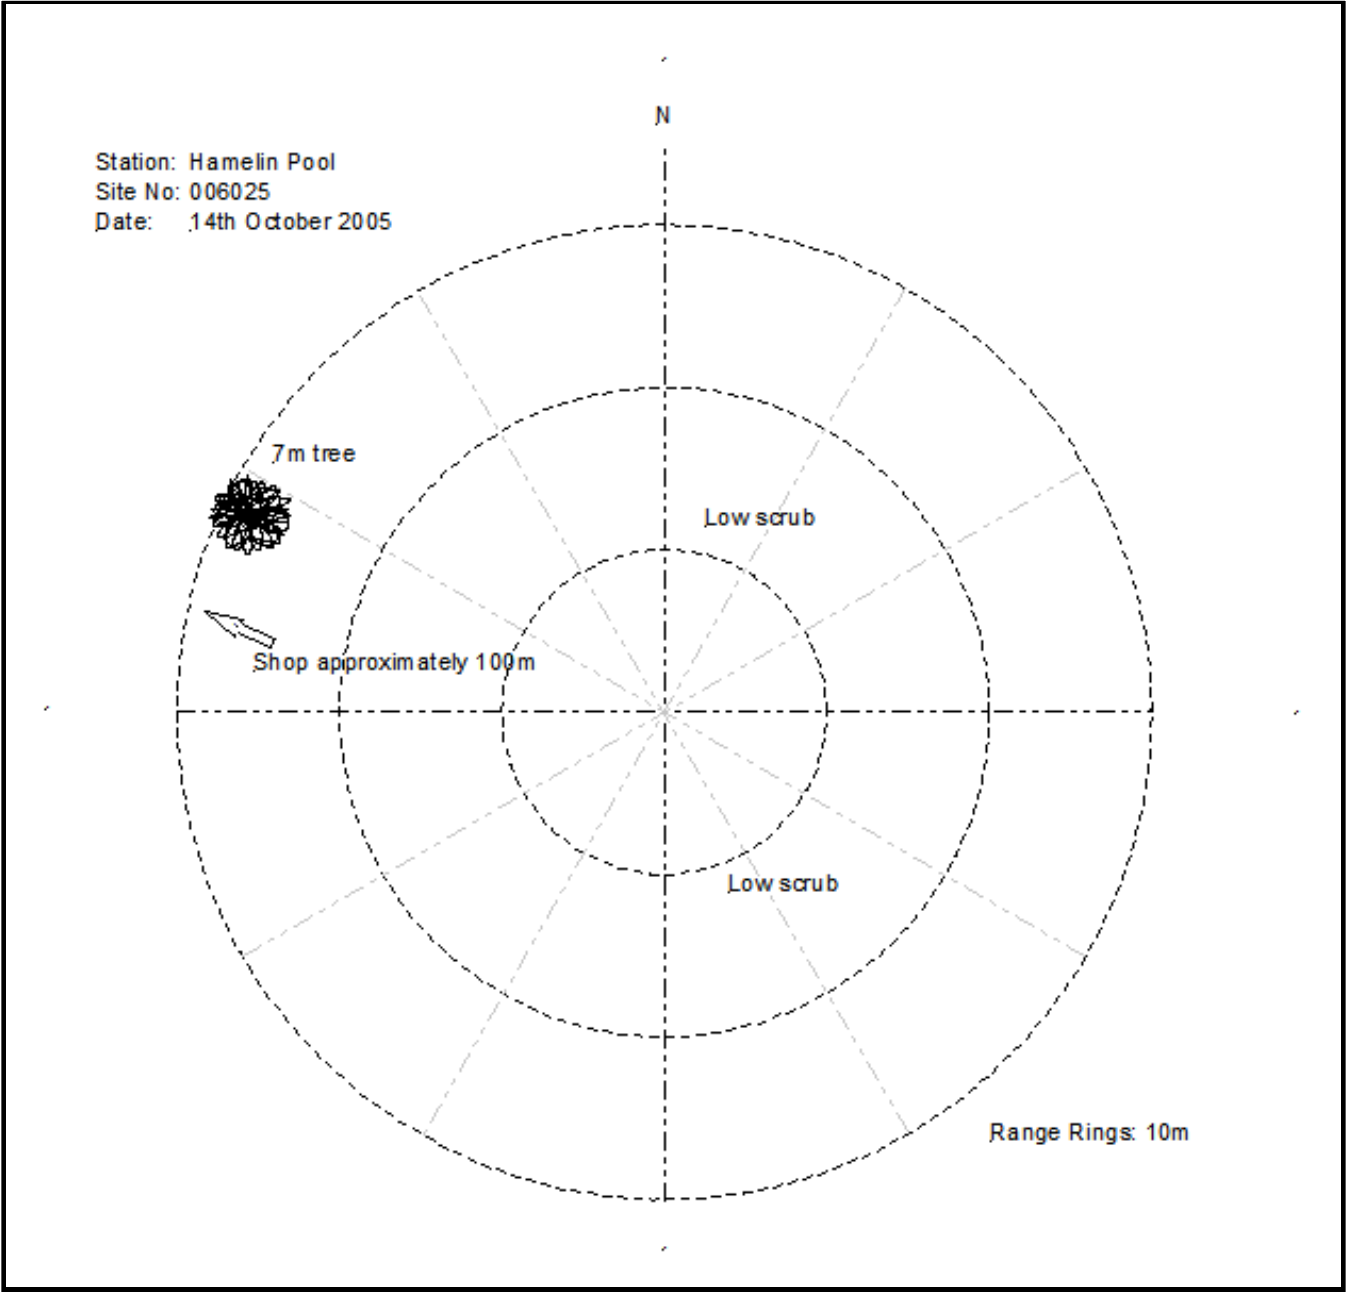 N
Station: Hamelin Pool
Site No: 006025
Date: 14th October 2005
7m tree
Low scrub
Shop approximately 100m
Low scrub
Range Rings: 10m